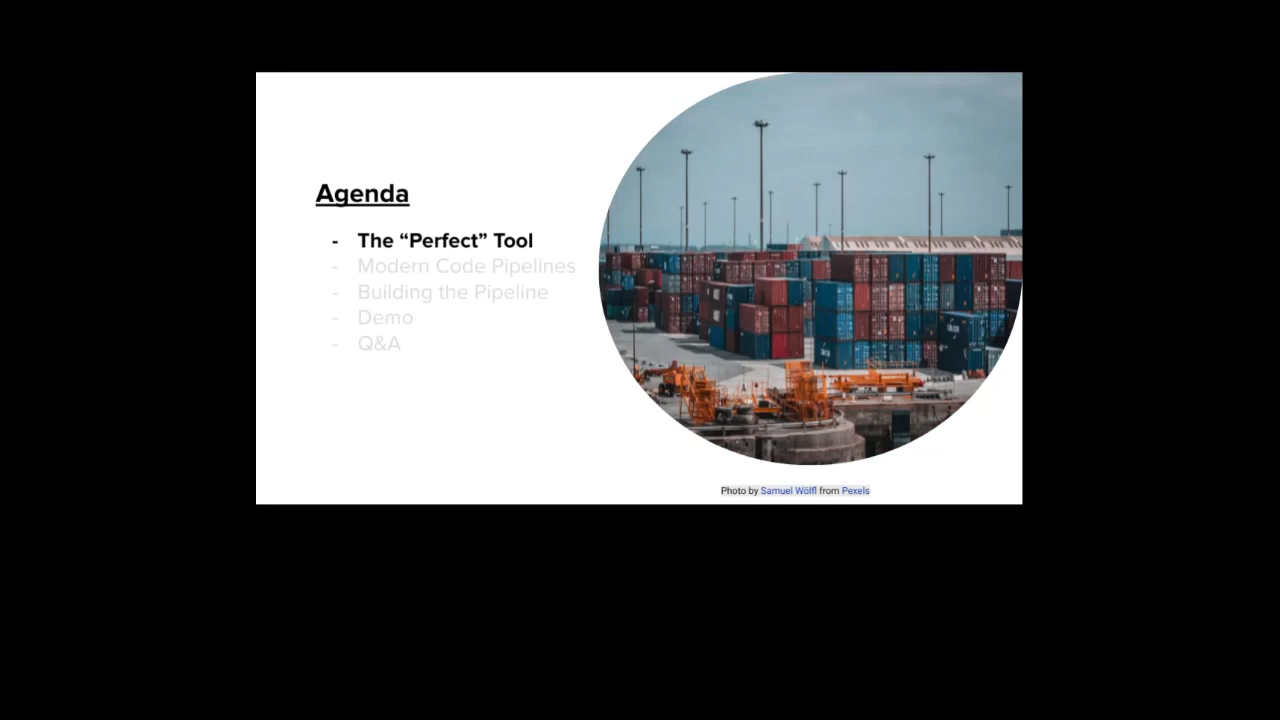 Agenda
- The “Perfect” Tool
- Modern Code Pipelines
- Building the Pipeline
- Demo
- Q&A
Photo by Samuel Wölfl from Pexels